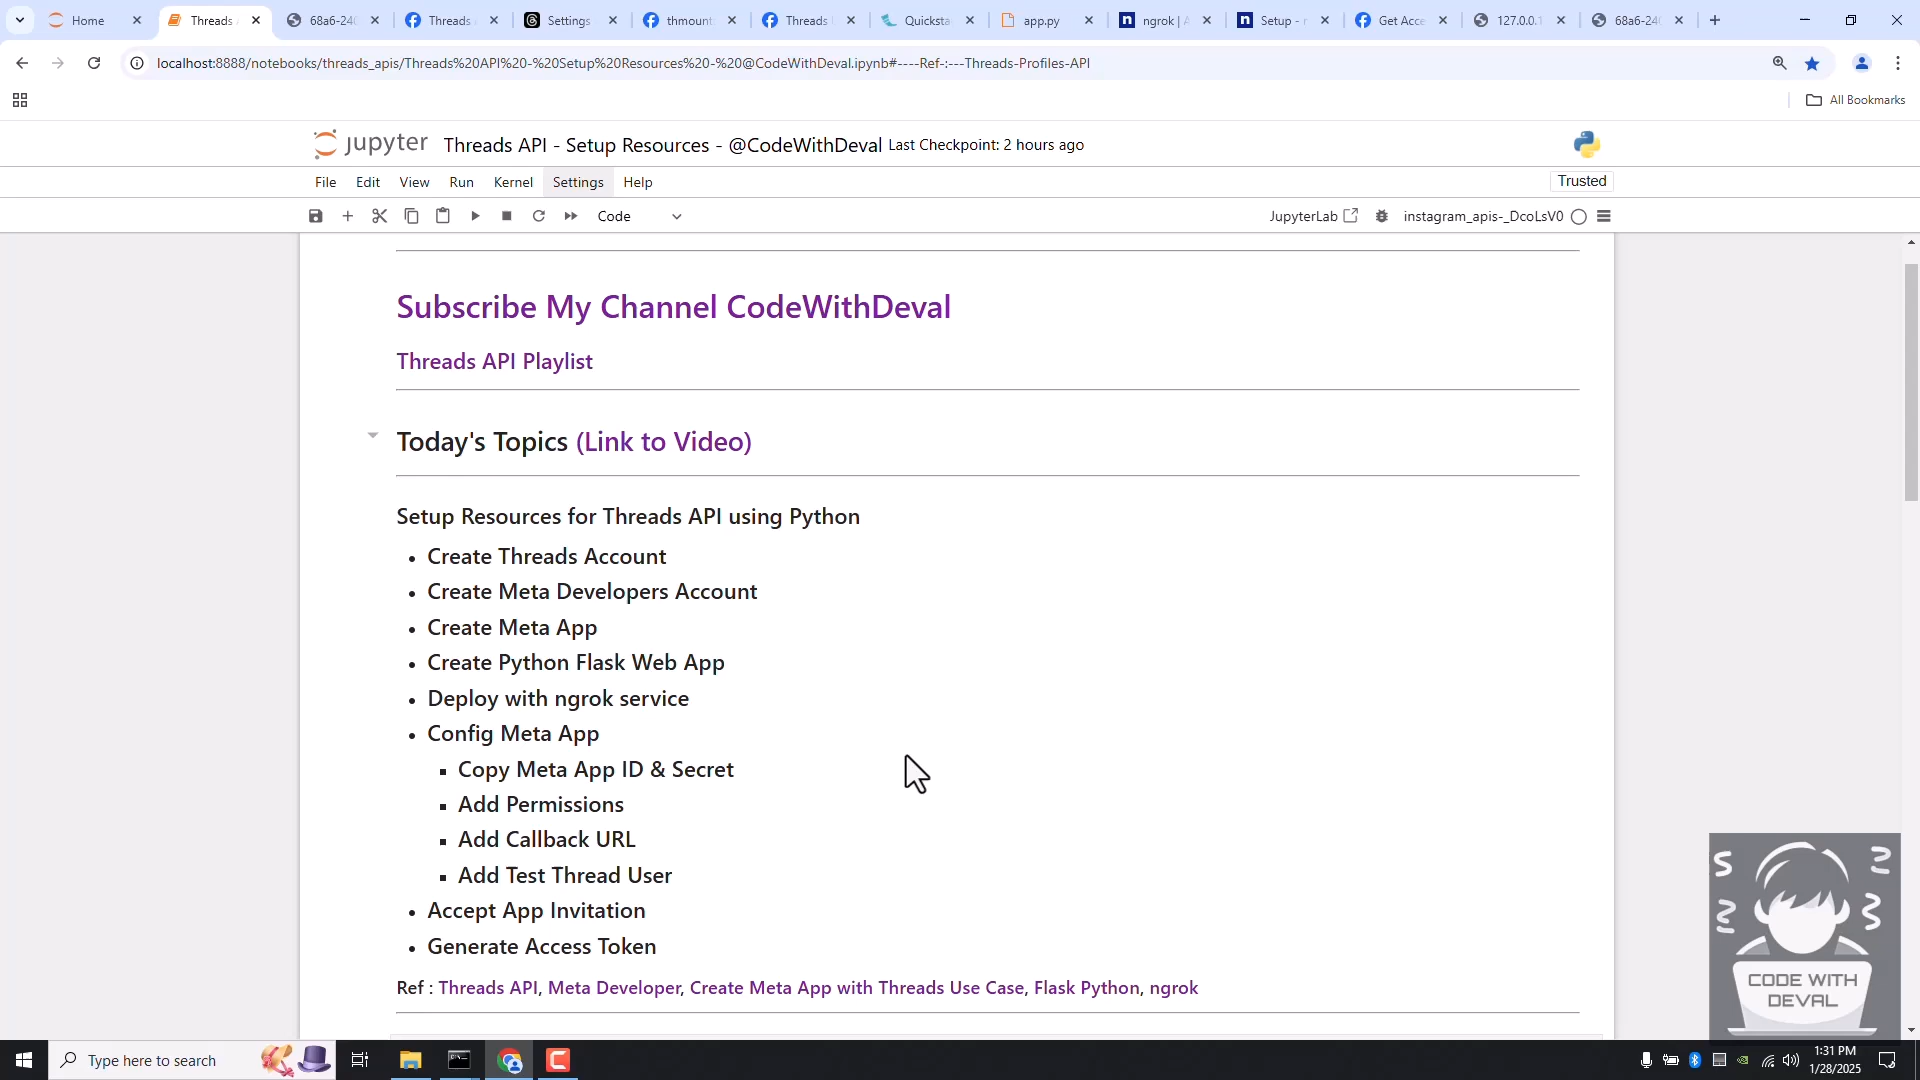 Home
Threads
68a6-24
Threads
Settings
thmount
Threads
Quicksta
app.py
ngrok | A
Setup -
Get Acce
127.0.0.1
68a6-24
localhost:8888/notebooks/threads_apis/Threads%20API%20-%20Setup%20Resources%20-%20@CodeWithDeval.ipynb#----Ref-:---Threads-Profiles-API
All Bookmarks
jupyter Threads API - Setup Resources - @CodeWithDeval Last Checkpoint: 2 hours ago
File Edit View Run Kernel Settings Help Trusted
Code JupyterLab instagram_apis-_DcoLsV0
Subscribe My Channel CodeWithDeval
Threads API Playlist
Today's Topics (Link to Video)
Setup Resources for Threads API using Python
• Create Threads Account
• Create Meta Developers Account
• Create Meta App
• Create Python Flask Web App
• Deploy with ngrok service
• Config Meta App
▪ Copy Meta App ID & Secret
▪ Add Permissions
▪ Add Callback URL
▪ Add Test Thread User
• Accept App Invitation
• Generate Access Token
Ref : Threads API, Meta Developer, Create Meta App with Threads Use Case, Flask Python, ngrok
CODE WITH
DEVAL
Type here to search
1:31 PM
1/28/2025